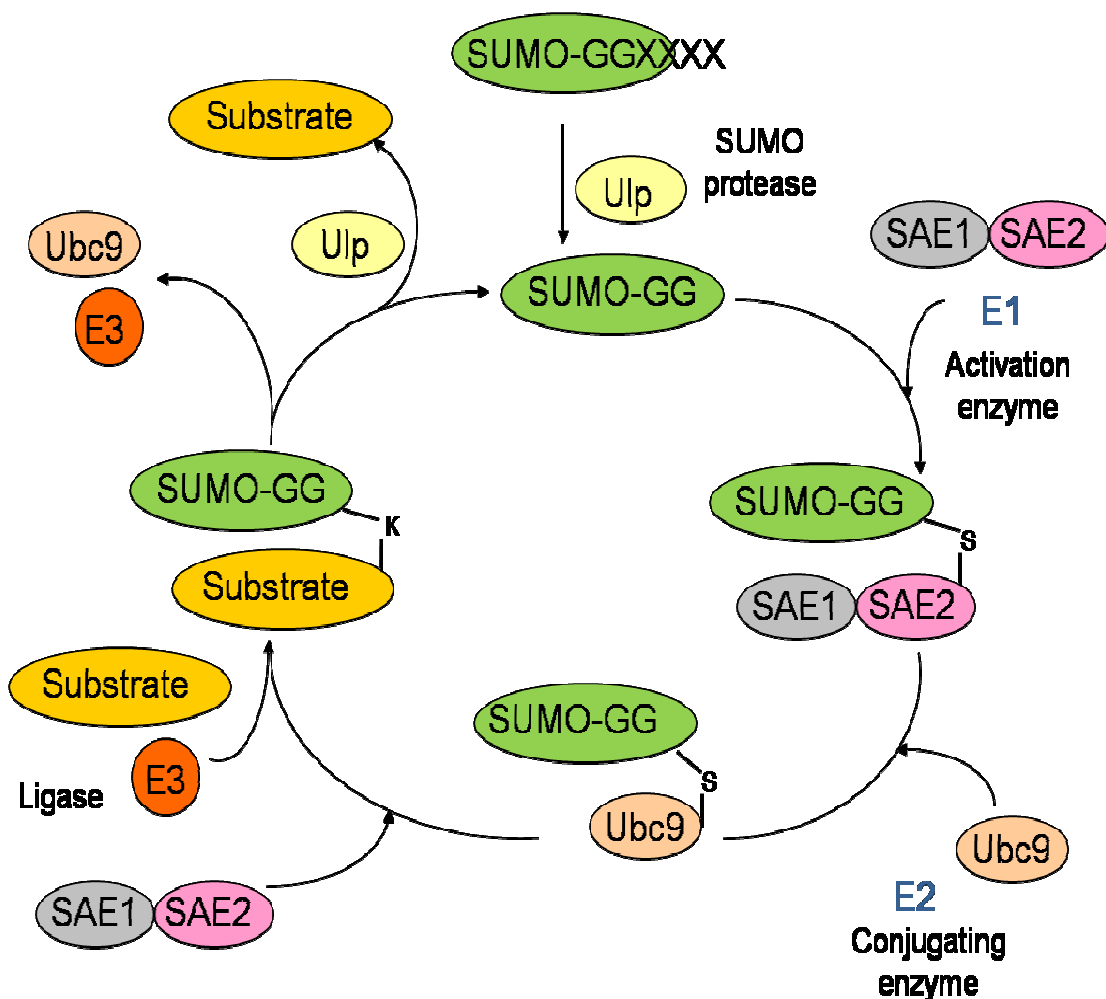 SUMO-GGXXXX
Substrate
SUMO
protease
Ulp
Ubc9
Ulp
SAE1 SAE2
SUMO-GG
E1
E3
Activation
enzyme
SUMO-GG
SUMO-GG
K
S
Substrate
SAE1 SAE2
Substrate
SUMO-GG
S
E3
Ligase
Ubc9
Ubc9
SAE1 SAE2
E2
Conjugating
enzyme